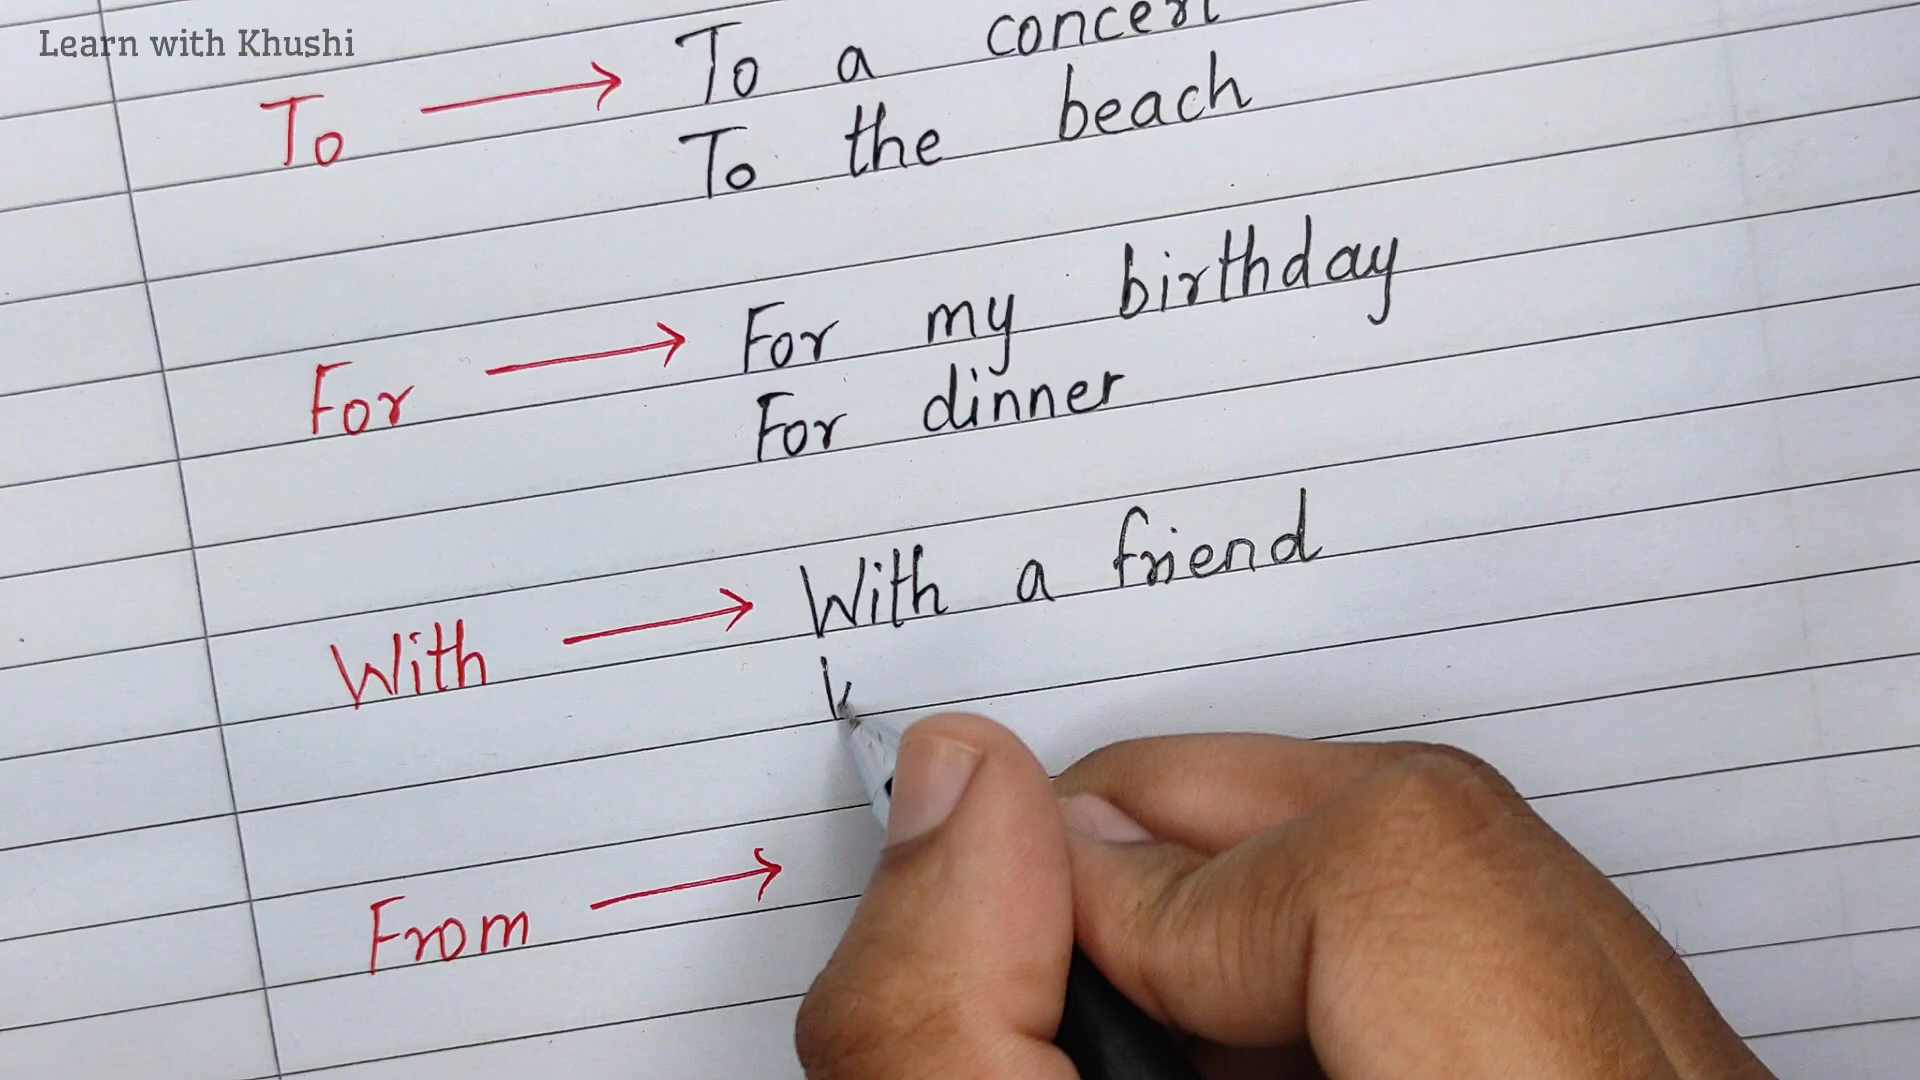 Learn with Khushi
To → To a concert
To the beach
For → For my birthday
For dinner
With → With a friend
From →